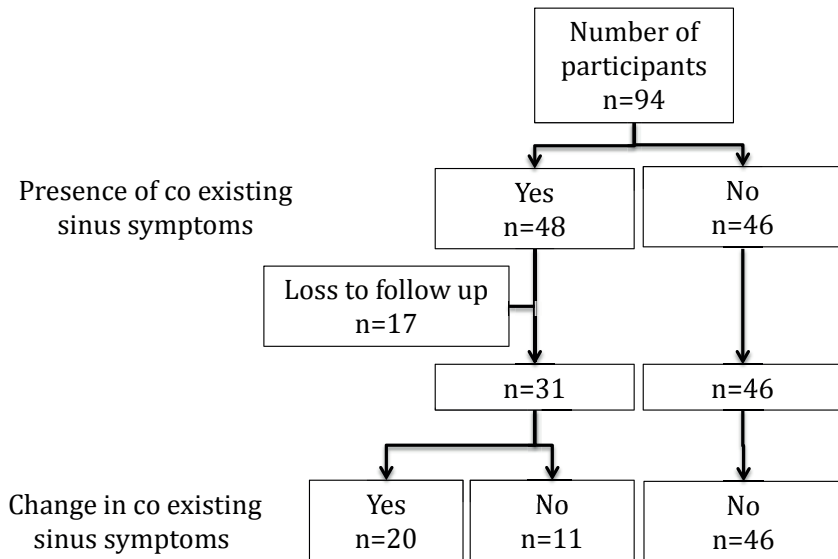 Number of
participants
n=94
Presence of co existing
sinus symptoms
Yes
n=48
No
n=46
Loss to follow up
n=17
n=31
n=46
Change in co existing
sinus symptoms
Yes
n=20
No
n=11
No
n=46